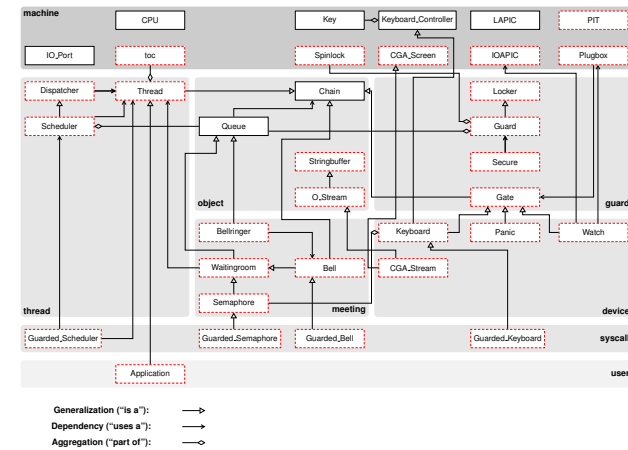 machine
CPU
Key
Keyboard_Controller
LAPIC
PIT
IO_Port
toc
Spinlock
CGA_Screen
IOAPIC
Plugbox
Dispatcher
Thread
Chain
Locker
Scheduler
Queue
Guard
Stringbuffer
Secure
O_Stream
Gate
object
guard
Bellringer
Keyboard
Panic
Watch
Waitingroom
Bell
CGA_Stream
Semaphore
thread
meeting
device
Guarded_Scheduler
Guarded_Semaphore
Guarded_Bell
Guarded_Keyboard
syscall
Application
user
Generalization ("is a"):
Dependency ("uses a"):
Aggregation ("part of"):